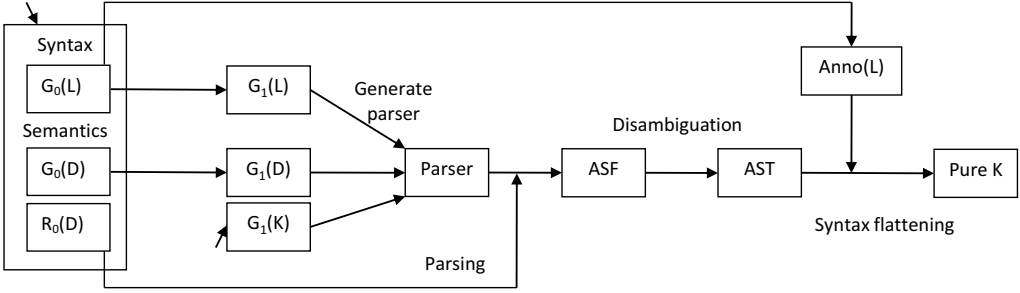 Syntax
G₀(L)
Semantics
G₀(D)
R₀(D)
G₁(L)
G₁(D)
G₁(K)
Generate
parser
Parser
Parsing
ASF
Disambiguation
AST
Anno(L)
Syntax flattening
Pure K